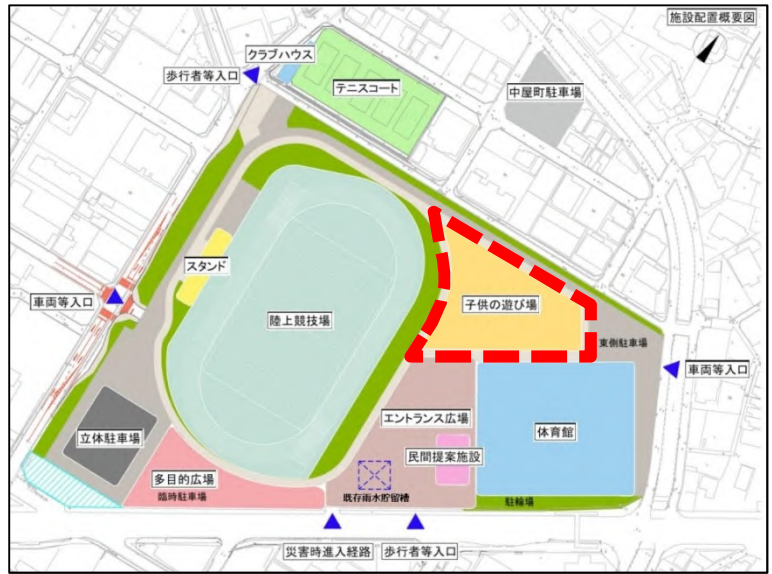 施設配置概要図
クラブハウス
歩行者等入口
テニスコート
中屋町駐車場
スタンド
車両等入口
子供の遊び場
陸上競技場
東側駐車場
車両等入口
エントランス広場
体育館
立体駐車場
民間提案施設
多目的広場
臨時駐車場
既存雨水貯留槽
駐輪場
災害時進入経路
歩行者等入口